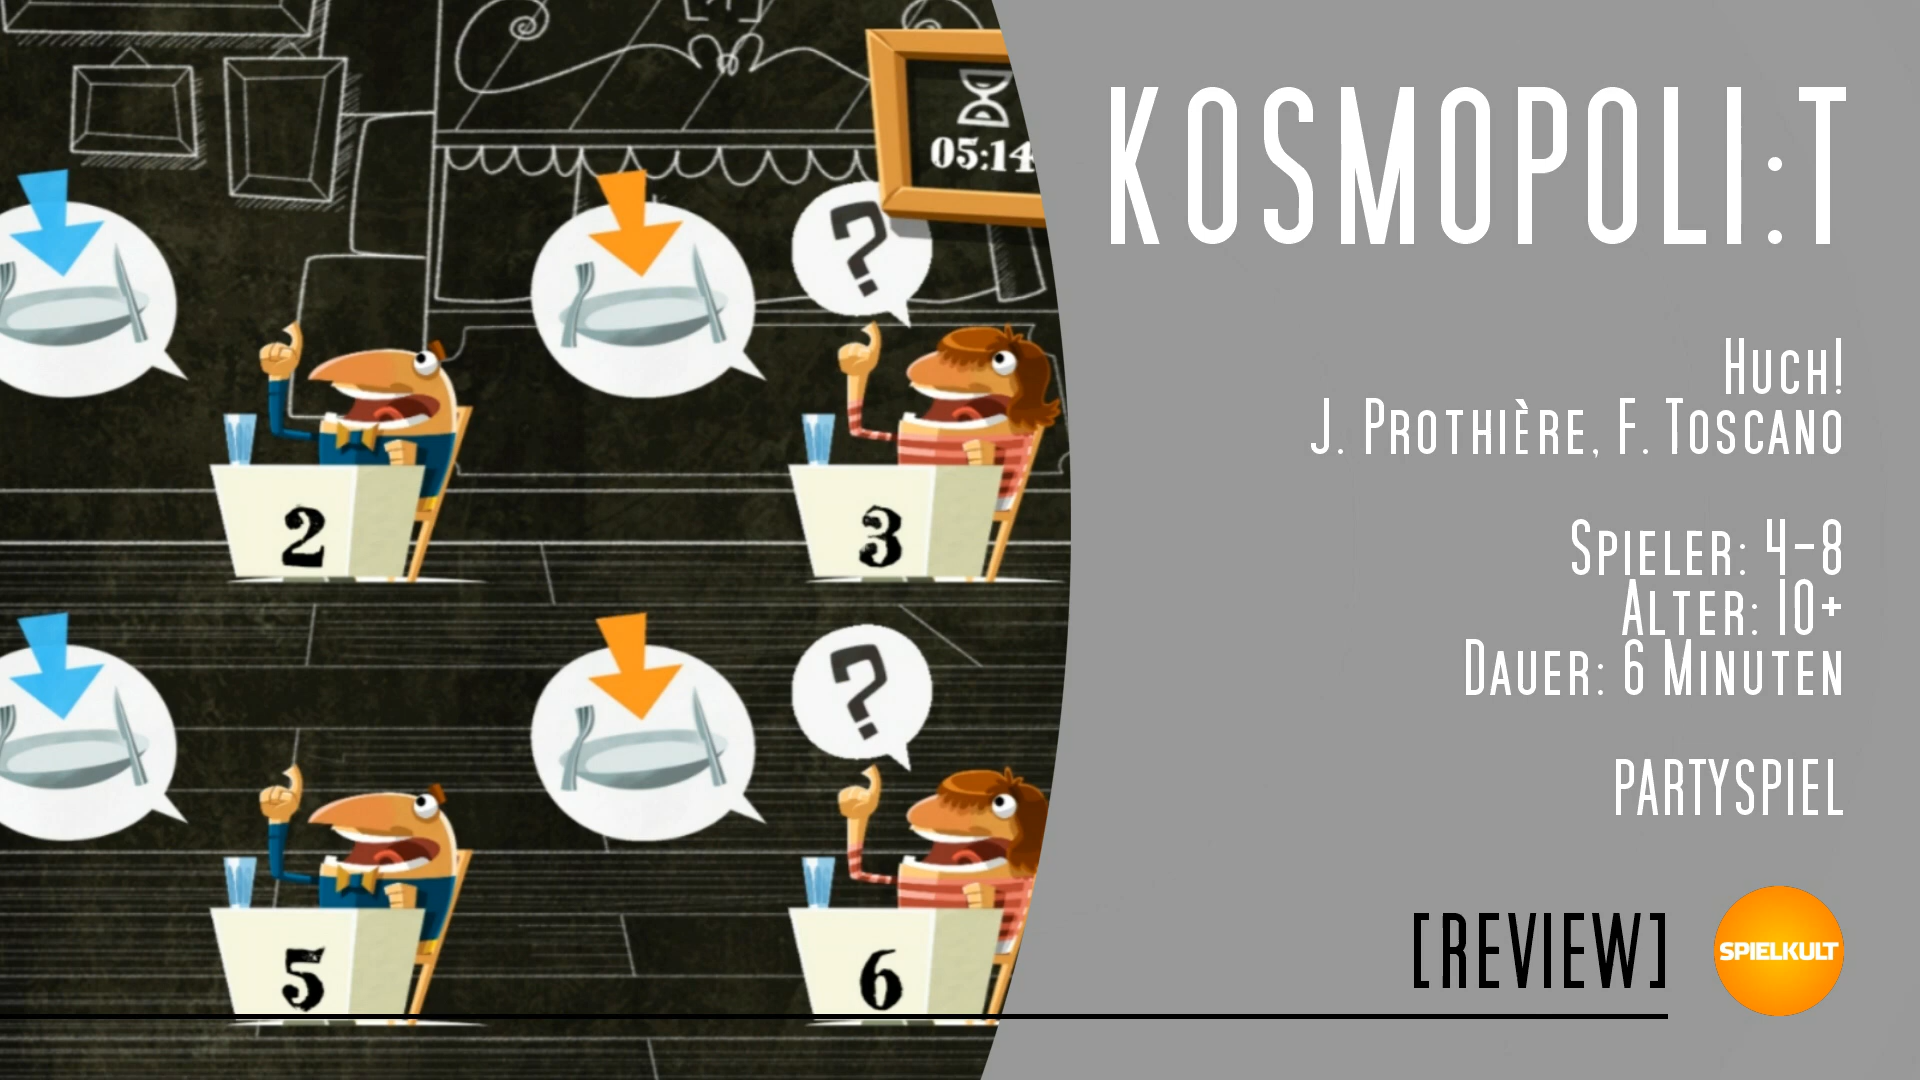 05:14
?
?
2
3
5
6
KOSMOPOLI:T
Huch!
J. Prothière, F. Toscano
Spieler: 4-8
Alter: 10+
Dauer: 6 Minuten
PARTYSPIEL
[REVIEW]
SPIELKULT